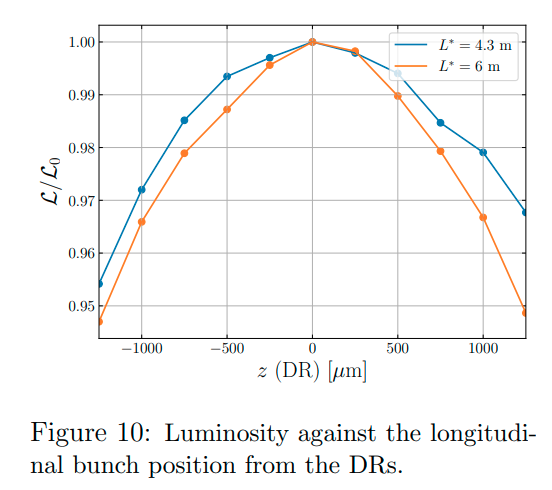 1.00
0.99
0.98
0.97
0.96
0.95
ℒ/ℒ₀
L* = 4.3 m
L* = 6 m
−1000
−500
0
500
1000
z (DR) [μm]
Figure 10: Luminosity against the longitudi-
nal bunch position from the DRs.